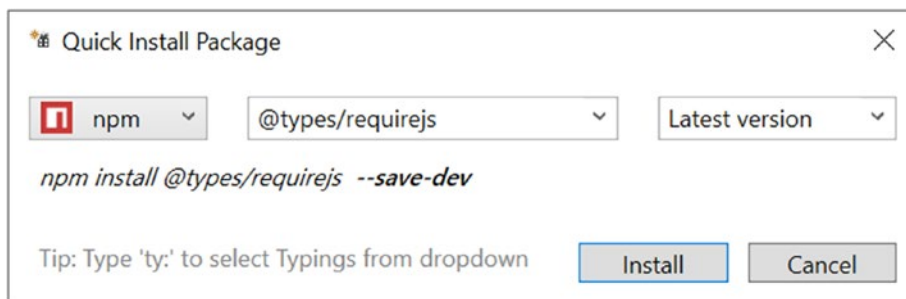 Quick Install Package
npm @types/requirejs Latest version
npm install @types/requirejs --save-dev
Tip: Type 'ty:' to select Typings from dropdown Install Cancel